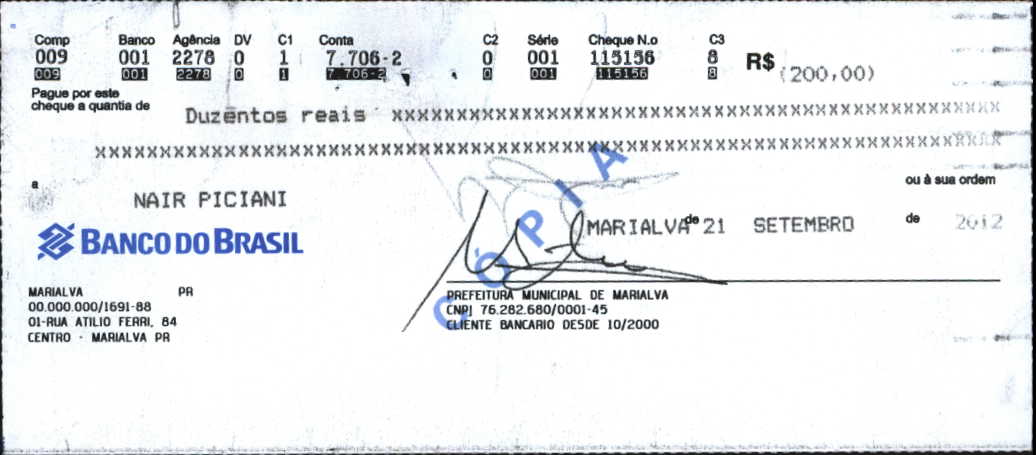 Comp Banco Agência DV C1 Conta C2 Série Cheque N.o C3
009 001 2278 0 1 7.706-2 0 001 115156 8 R$ (200,00)
009 001 2278 0 1 7.706-2 0 001 115156 8
Pague por este
cheque a quantia de
Duzentos reais xxxxxxxxxxxxxxxxxxxxxxxxxxxxxxxxxxxxxxxxxxxxxxxxxxxxxxxx
xxxxxxxxxxxxxxxxxxxxxxxxxxxxxxxxxxxxxxxxxxxxxxxxxxxxxxxxxxxxxxxxxxxxxxxxxxxxxxxxxxx
a NAIR PICIANI ou à sua ordem
CÓPIA
MARIALVA de 21 SETEMBRO de 2012
BANCO DO BRASIL
MARIALVA PR
00.000.000/1691-88
01-RUA ATILIO FERRI, 84
CENTRO - MARIALVA PR
PREFEITURA MUNICIPAL DE MARIALVA
CNPJ 76.282.680/0001-45
CLIENTE BANCARIO DESDE 10/2000